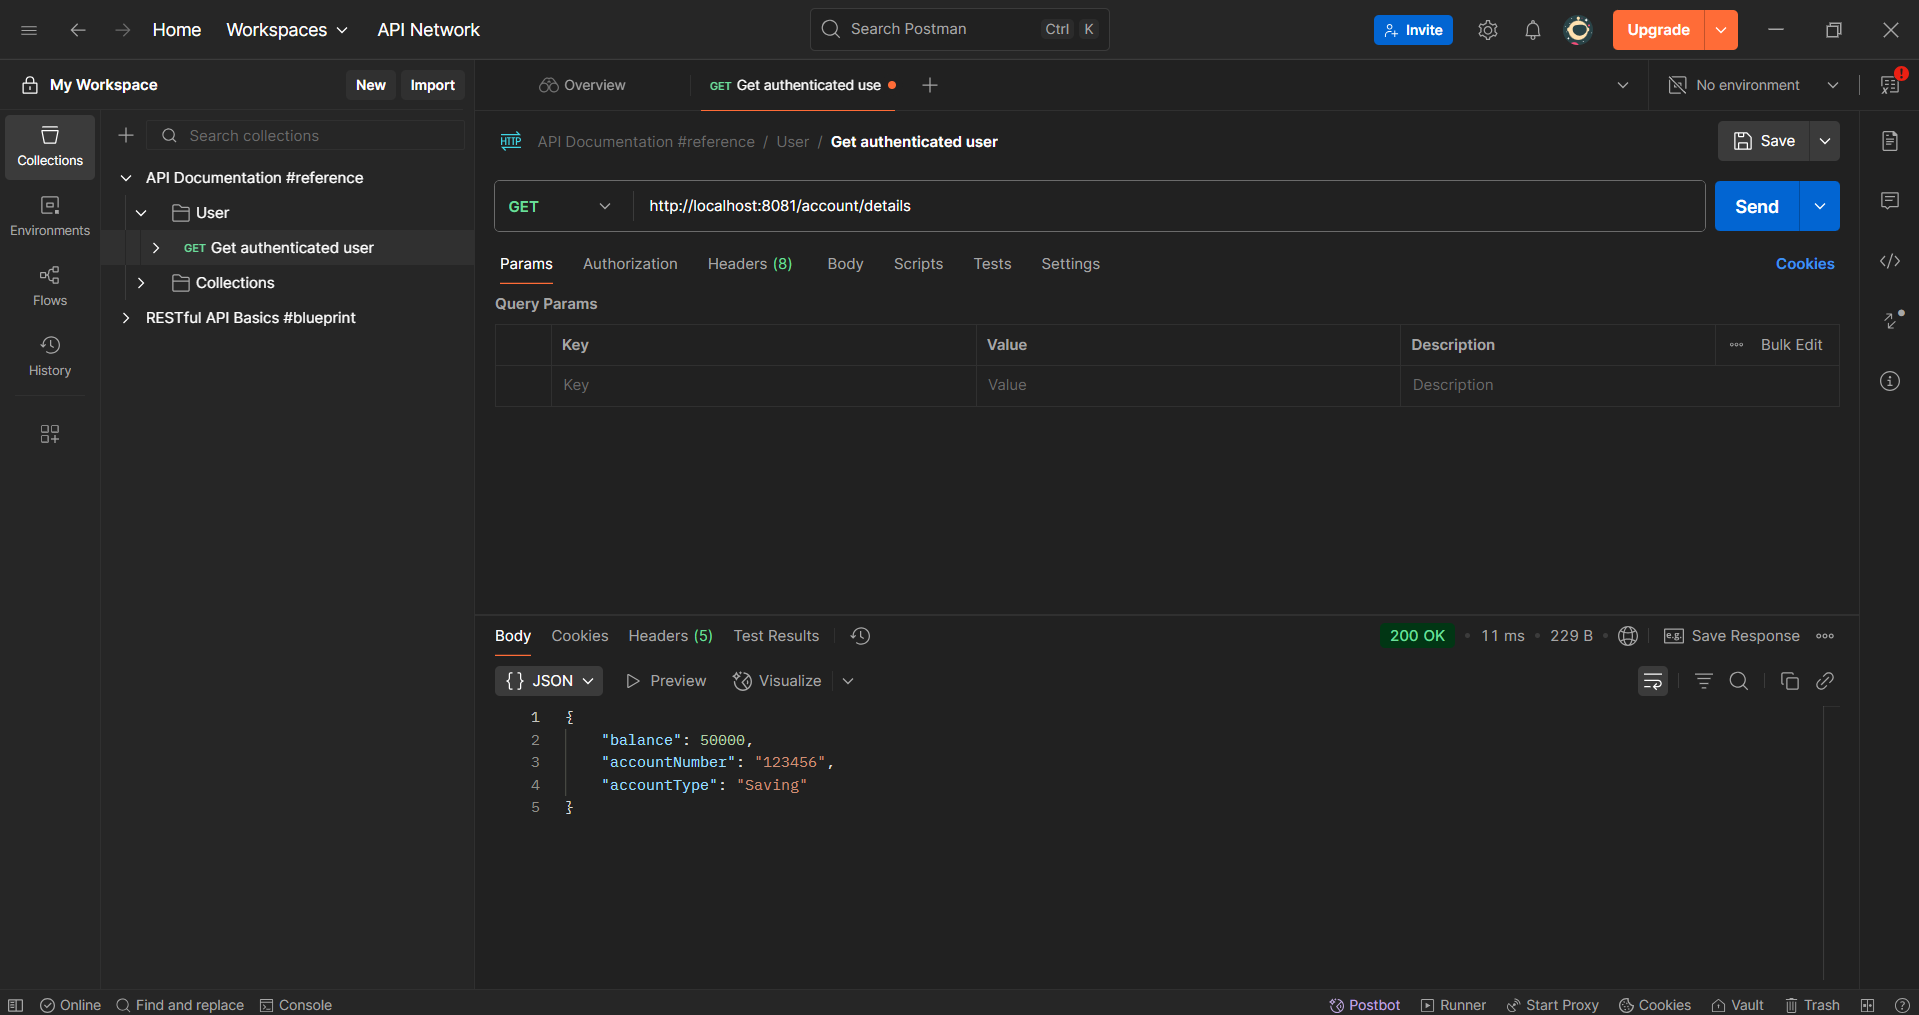 Home Workspaces API Network Search Postman Ctrl K Invite Upgrade
My Workspace New Import Overview GET Get authenticated use No environment
Search collections
Collections
Environments
Flows
History
API Documentation #reference
User
GET Get authenticated user
Collections
RESTful API Basics #blueprint
HTTP API Documentation #reference / User / Get authenticated user Save
GET http://localhost:8081/account/details Send
Params Authorization Headers (8) Body Scripts Tests Settings Cookies
Query Params
Key Value Description Bulk Edit
Key Value Description
Body Cookies Headers (5) Test Results 200 OK 11 ms 229 B e.g. Save Response
{} JSON Preview Visualize
1 {
2 "balance": 50000,
3 "accountNumber": "123456",
4 "accountType": "Saving"
5 }
Online Find and replace Console Postbot Runner Start Proxy Cookies Vault Trash